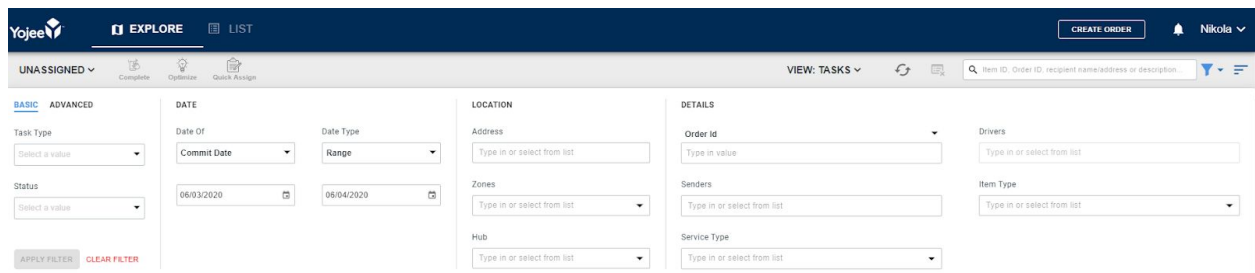 Yojee
EXPLORE
LIST
CREATE ORDER
Nikola
UNASSIGNED
Complete
Optimize
Quick Assign
VIEW: TASKS
Item ID, Order ID, recipient name/address or description...
BASIC ADVANCED
Task Type
Select a value
Status
Select a value
APPLY FILTER CLEAR FILTER
DATE
Date Of
Commit Date
Date Type
Range
06/03/2020
06/04/2020
LOCATION
Address
Type in or select from list
Zones
Type in or select from list
Hub
Type in or select from list
DETAILS
Order Id
Type in value
Senders
Type in or select from list
Service Type
Type in or select from list
Drivers
Type in or select from list
Item Type
Type in or select from list